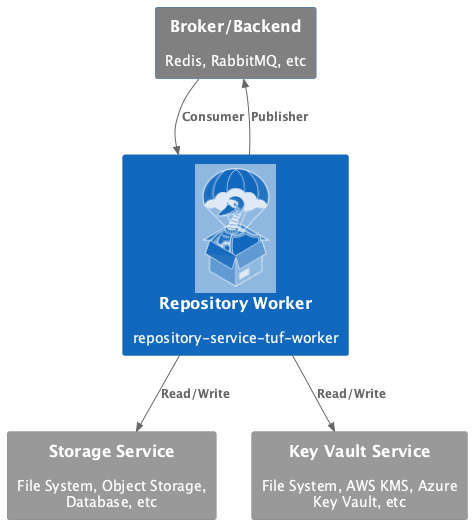 Broker/Backend
Redis, RabbitMQ, etc
Consumer
Publisher
Repository Worker
repository-service-tuf-worker
Read/Write
Read/Write
Storage Service
File System, Object Storage,
Database, etc
Key Vault Service
File System, AWS KMS, Azure
Key Vault, etc